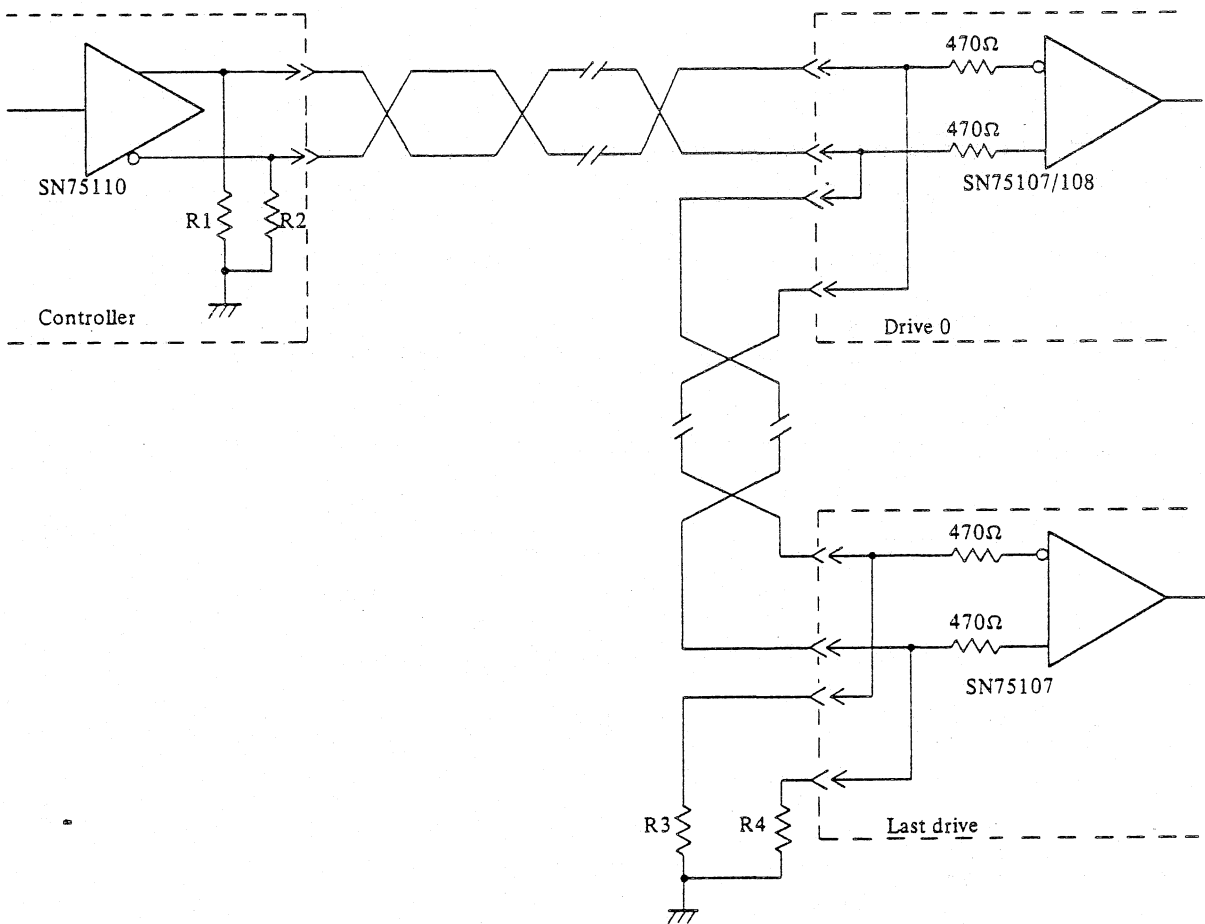 470Ω
470Ω
SN75110
SN75107/108
R1
R2
Controller
Drive 0
470Ω
470Ω
SN75107
R3
R4
Last drive